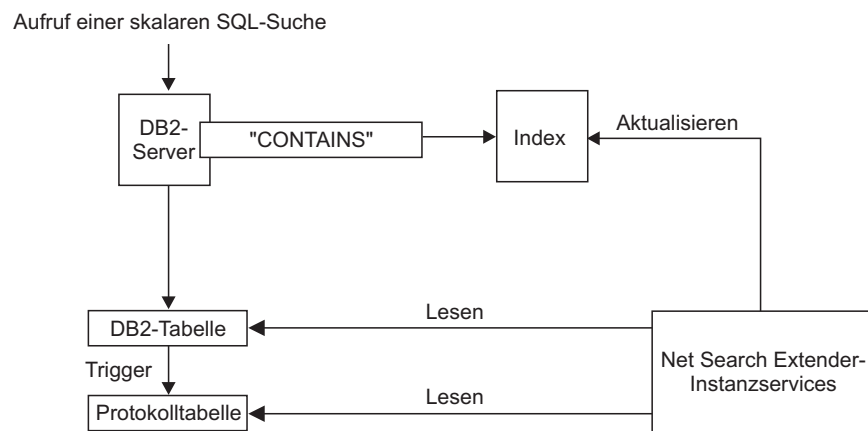 Aufruf einer skalaren SQL-Suche
DB2-
Server
"CONTAINS"
Index
Aktualisieren
DB2-Tabelle
Lesen
Trigger
Net Search Extender-
Instanzservices
Protokolltabelle
Lesen